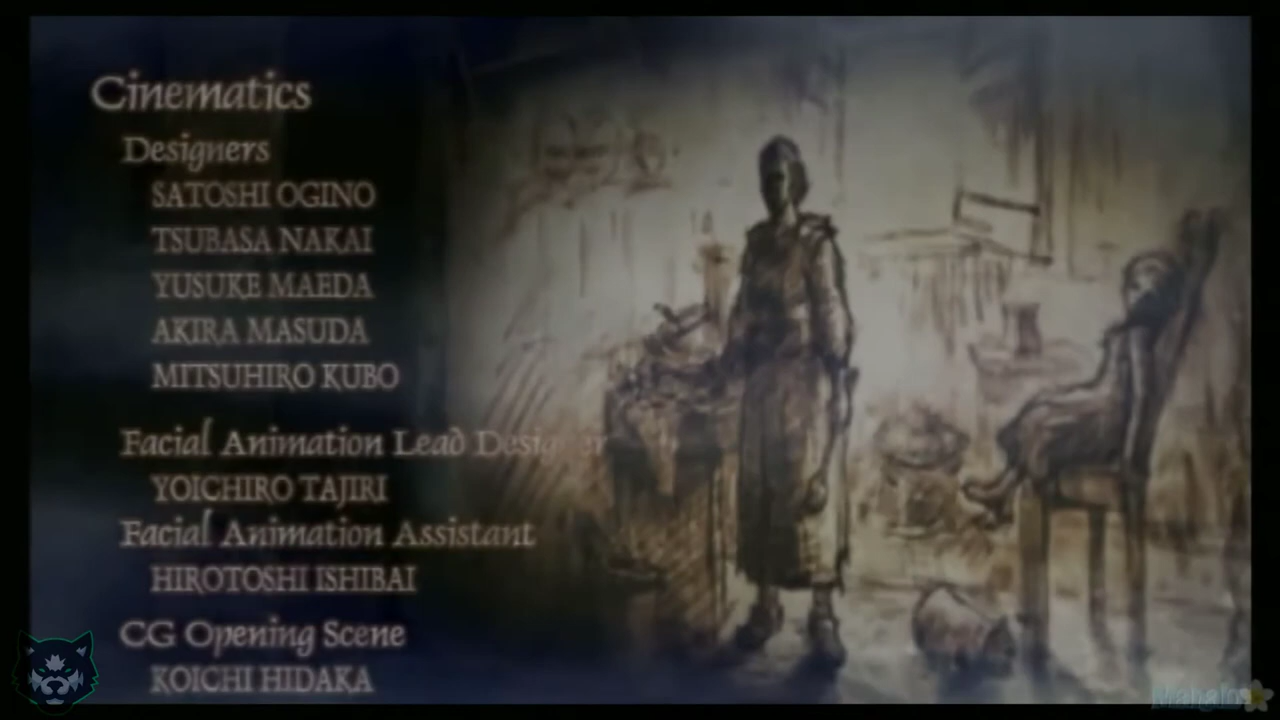 Cinematics
Designers
SATOSHI OGINO
TSUBASA NAKAI
YUSUKE MAEDA
AKIRA MASUDA
MITSUHIRO KUBO
Facial Animation Lead Designer
YOICHIRO TAJIRI
Facial Animation Assistant
HIROTOSHI ISHIBAI
CG Opening Scene
KOICHI HIDAKA